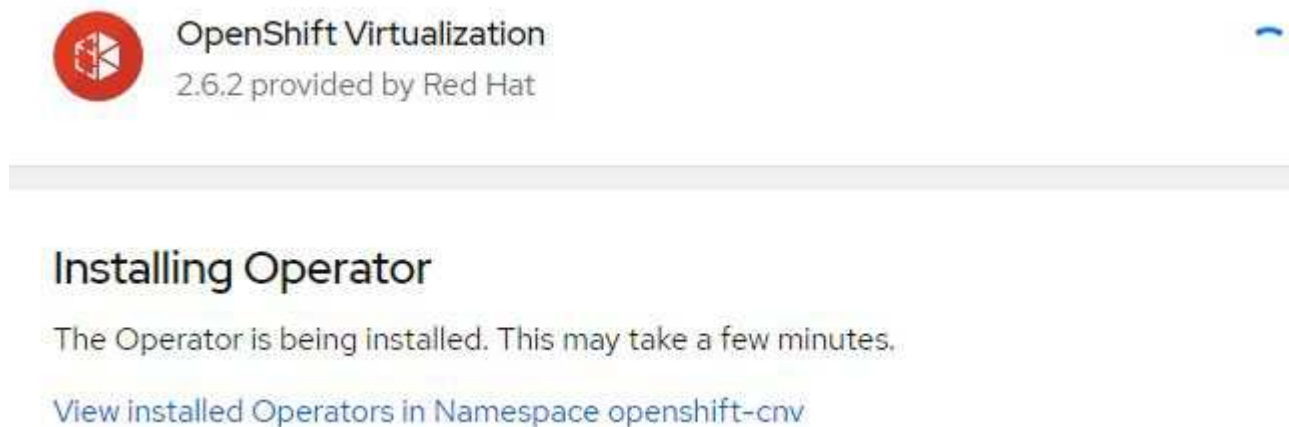 OpenShift Virtualization
2.6.2 provided by Red Hat
Installing Operator
The Operator is being installed. This may take a few minutes.
View installed Operators in Namespace openshift-cnv